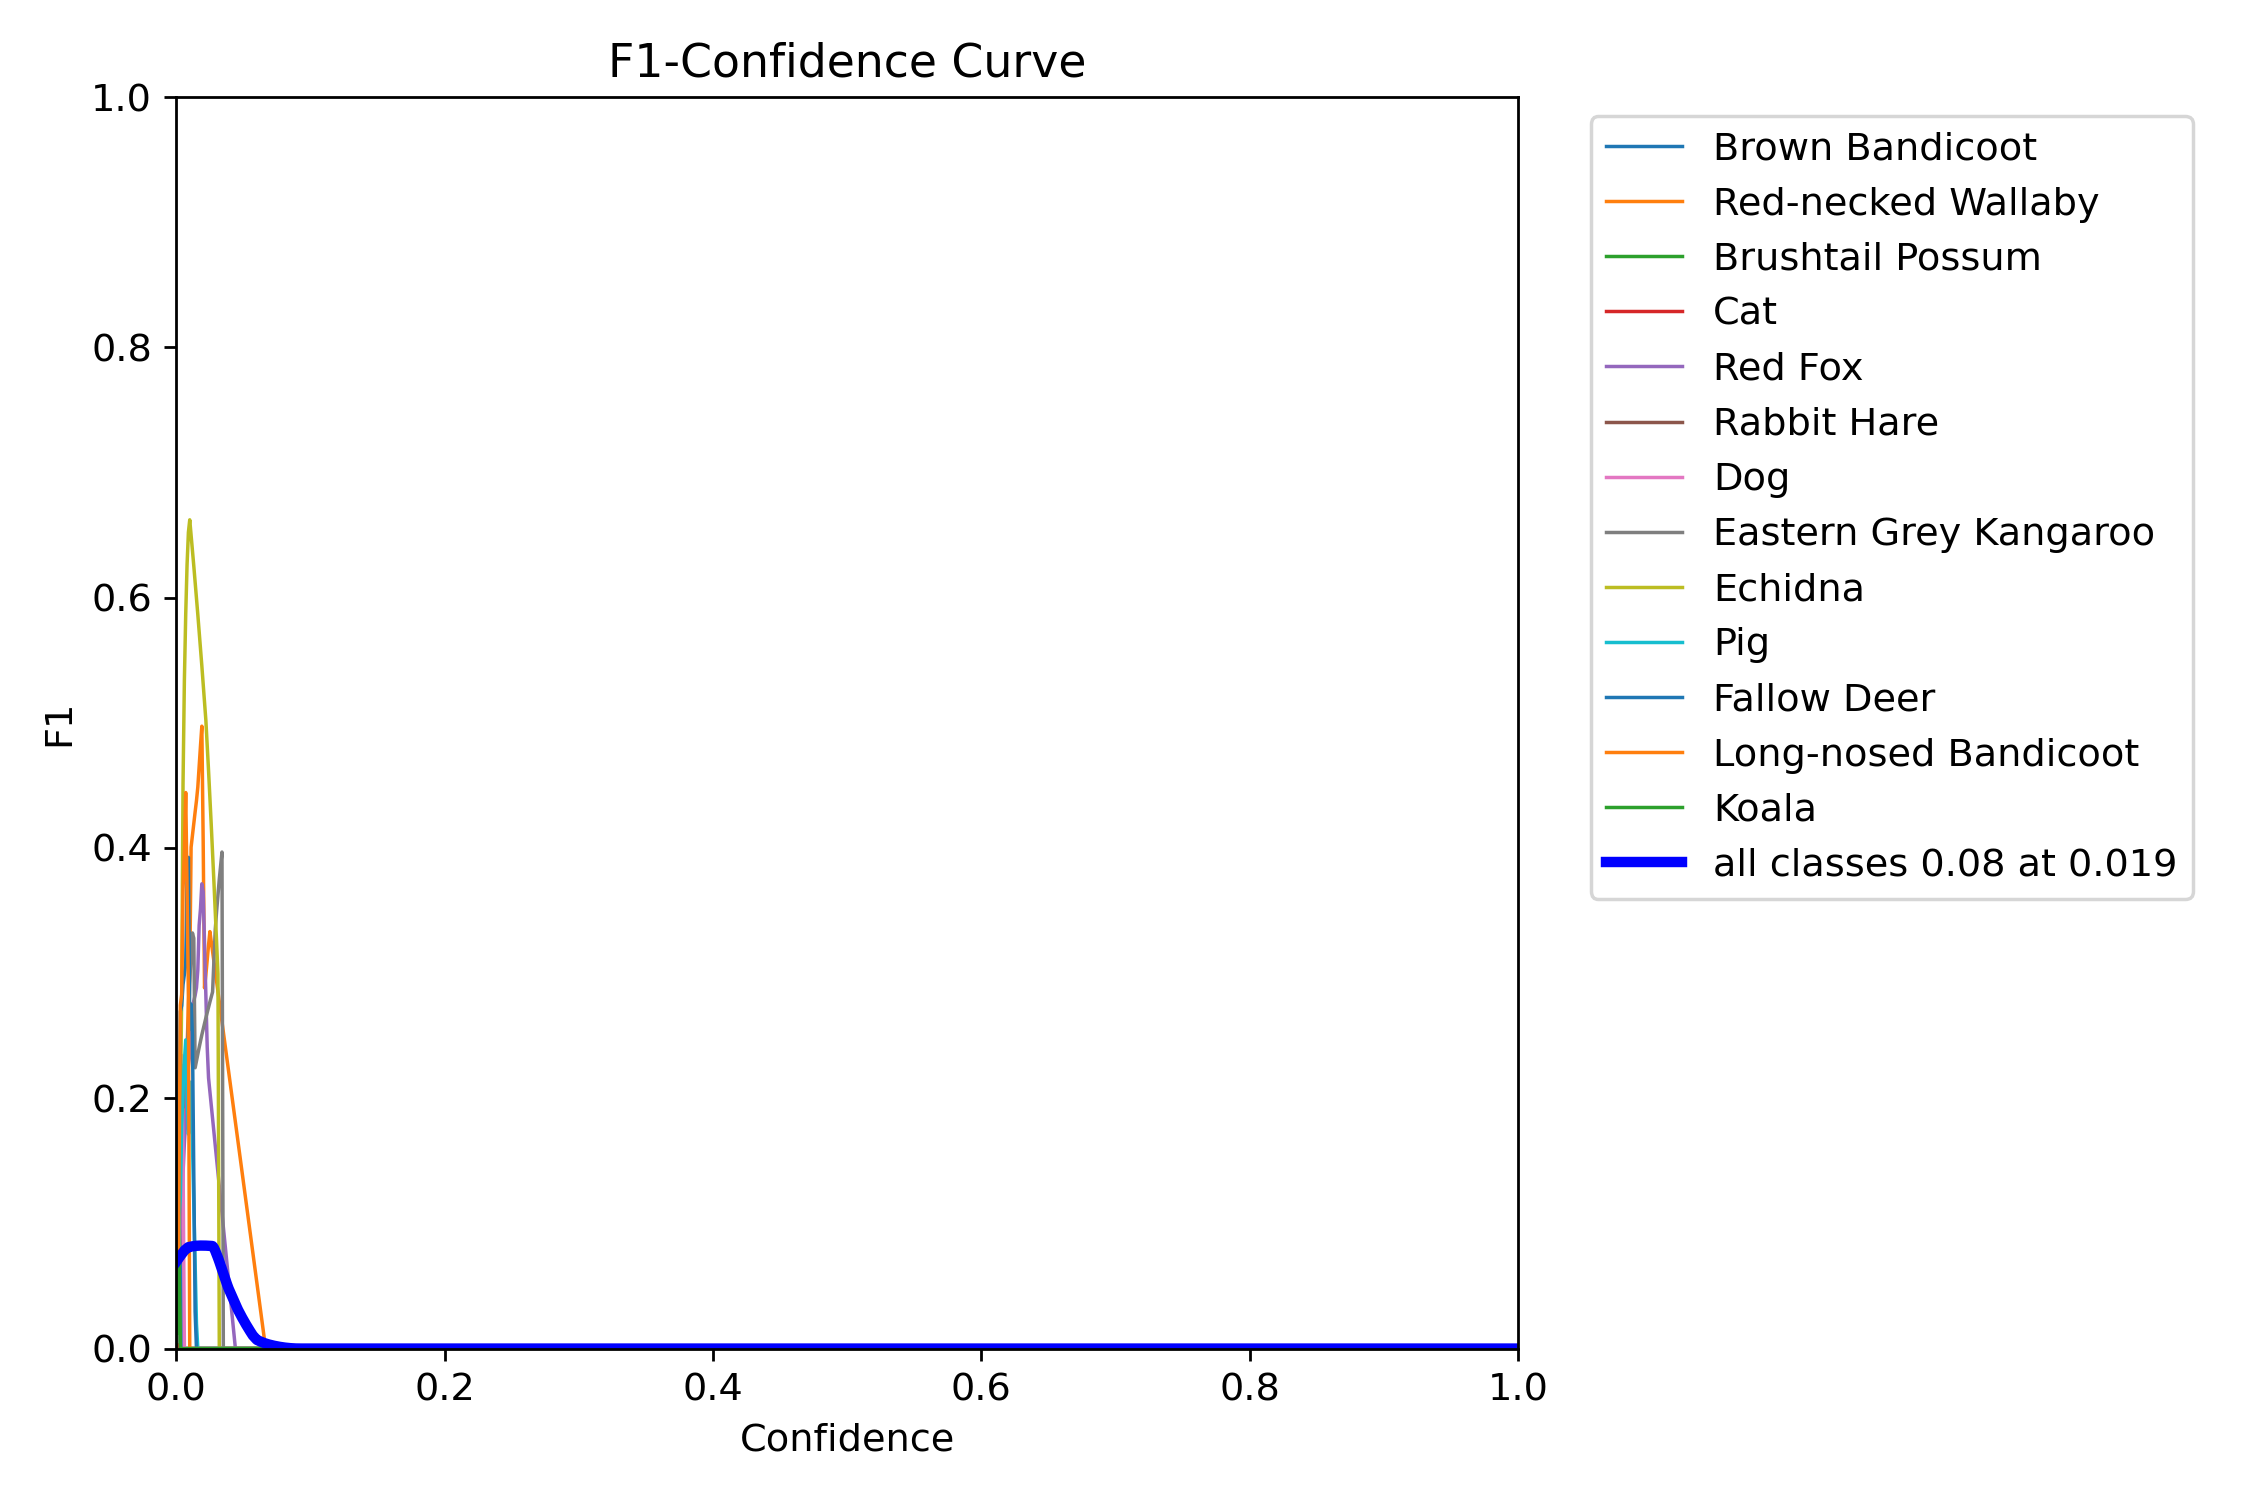 F1-Confidence Curve
1.0
0.8
0.6
0.4
0.2
0.0
F1
0.0 0.2 0.4 0.6 0.8 1.0
Confidence
Brown Bandicoot
Red-necked Wallaby
Brushtail Possum
Cat
Red Fox
Rabbit Hare
Dog
Eastern Grey Kangaroo
Echidna
Pig
Fallow Deer
Long-nosed Bandicoot
Koala
all classes 0.08 at 0.019